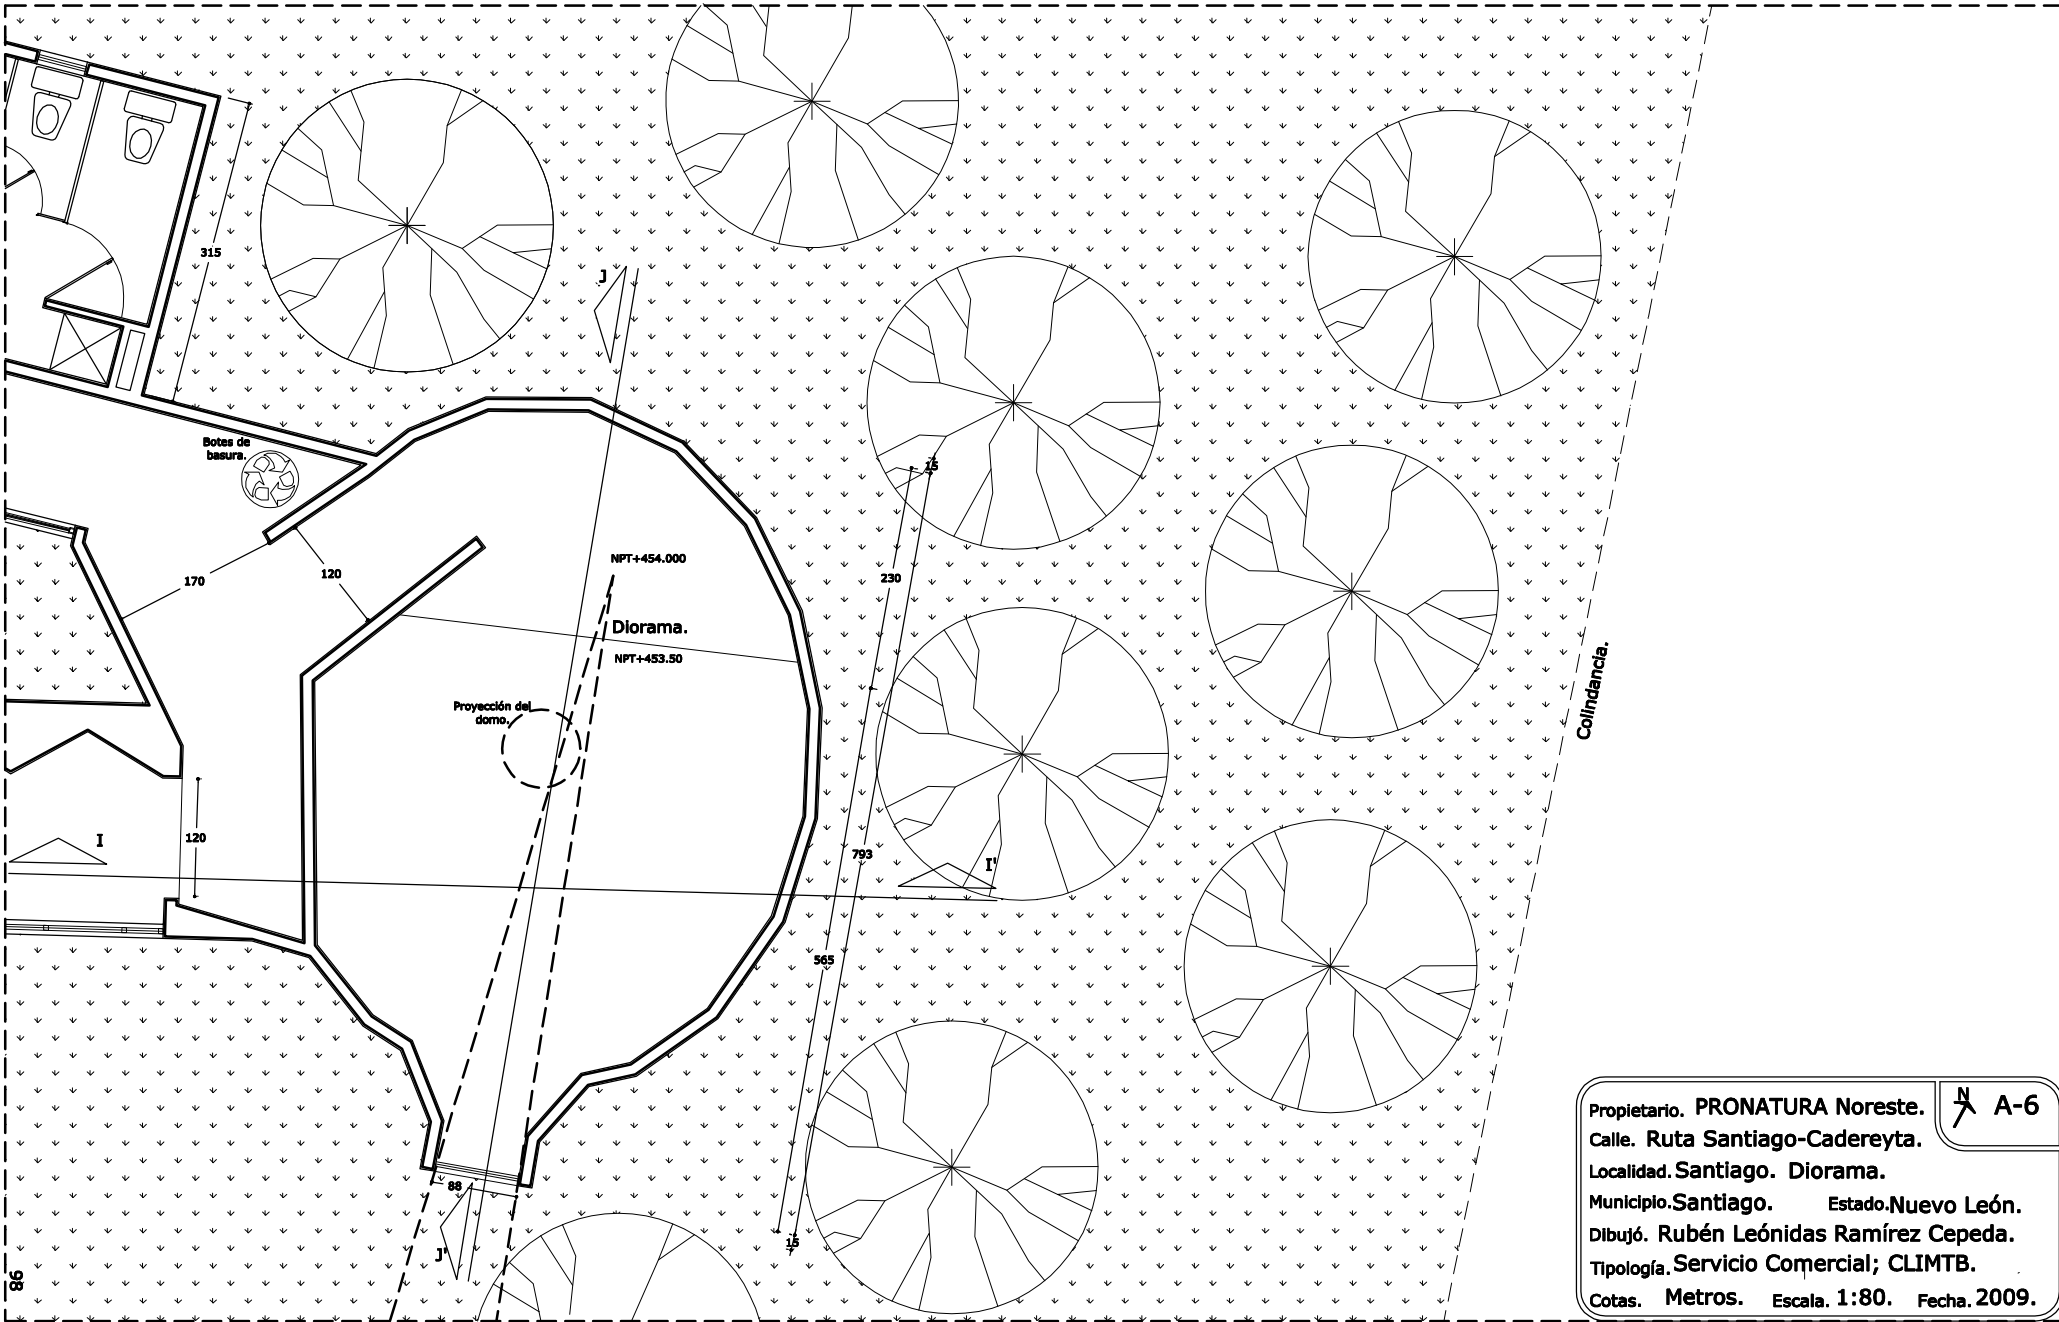 315
J
Botes de
basura.
15
170
120
NPT+454.000
230
Diorama.
NPT+453.50
Colindancia.
Proyección del
domo.
I
120
793
I'
565
88
J'
15
98
Propietario. PRONATURA Noreste.
N A-6
Calle. Ruta Santiago-Cadereyta.
Localidad. Santiago. Diorama.
Municipio. Santiago. Estado. Nuevo León.
Dibujó. Rubén Leónidas Ramírez Cepeda.
Tipología. Servicio Comercial; CLIMTB.
Cotas. Metros. Escala. 1:80. Fecha. 2009.